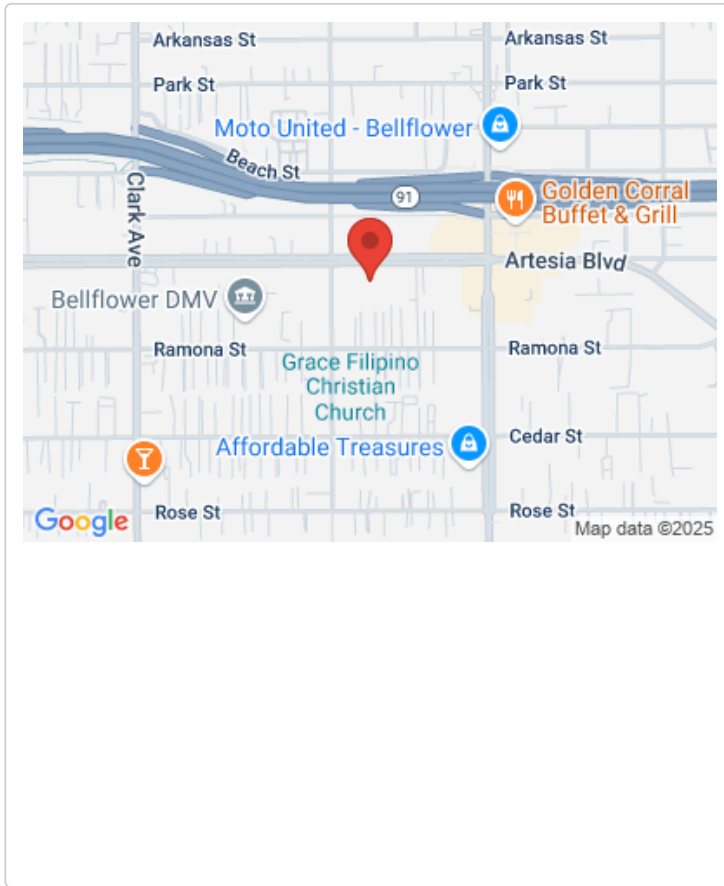 Arkansas St
Arkansas St
Park St
Park St
Moto United - Bellflower
Beach St
Clark Ave
91
Golden Corral
Buffet & Grill
Artesia Blvd
Bellflower DMV
Ramona St
Ramona St
Grace Filipino
Christian
Church
Cedar St
Affordable Treasures
Rose St
Rose St
Google
Map data ©2025